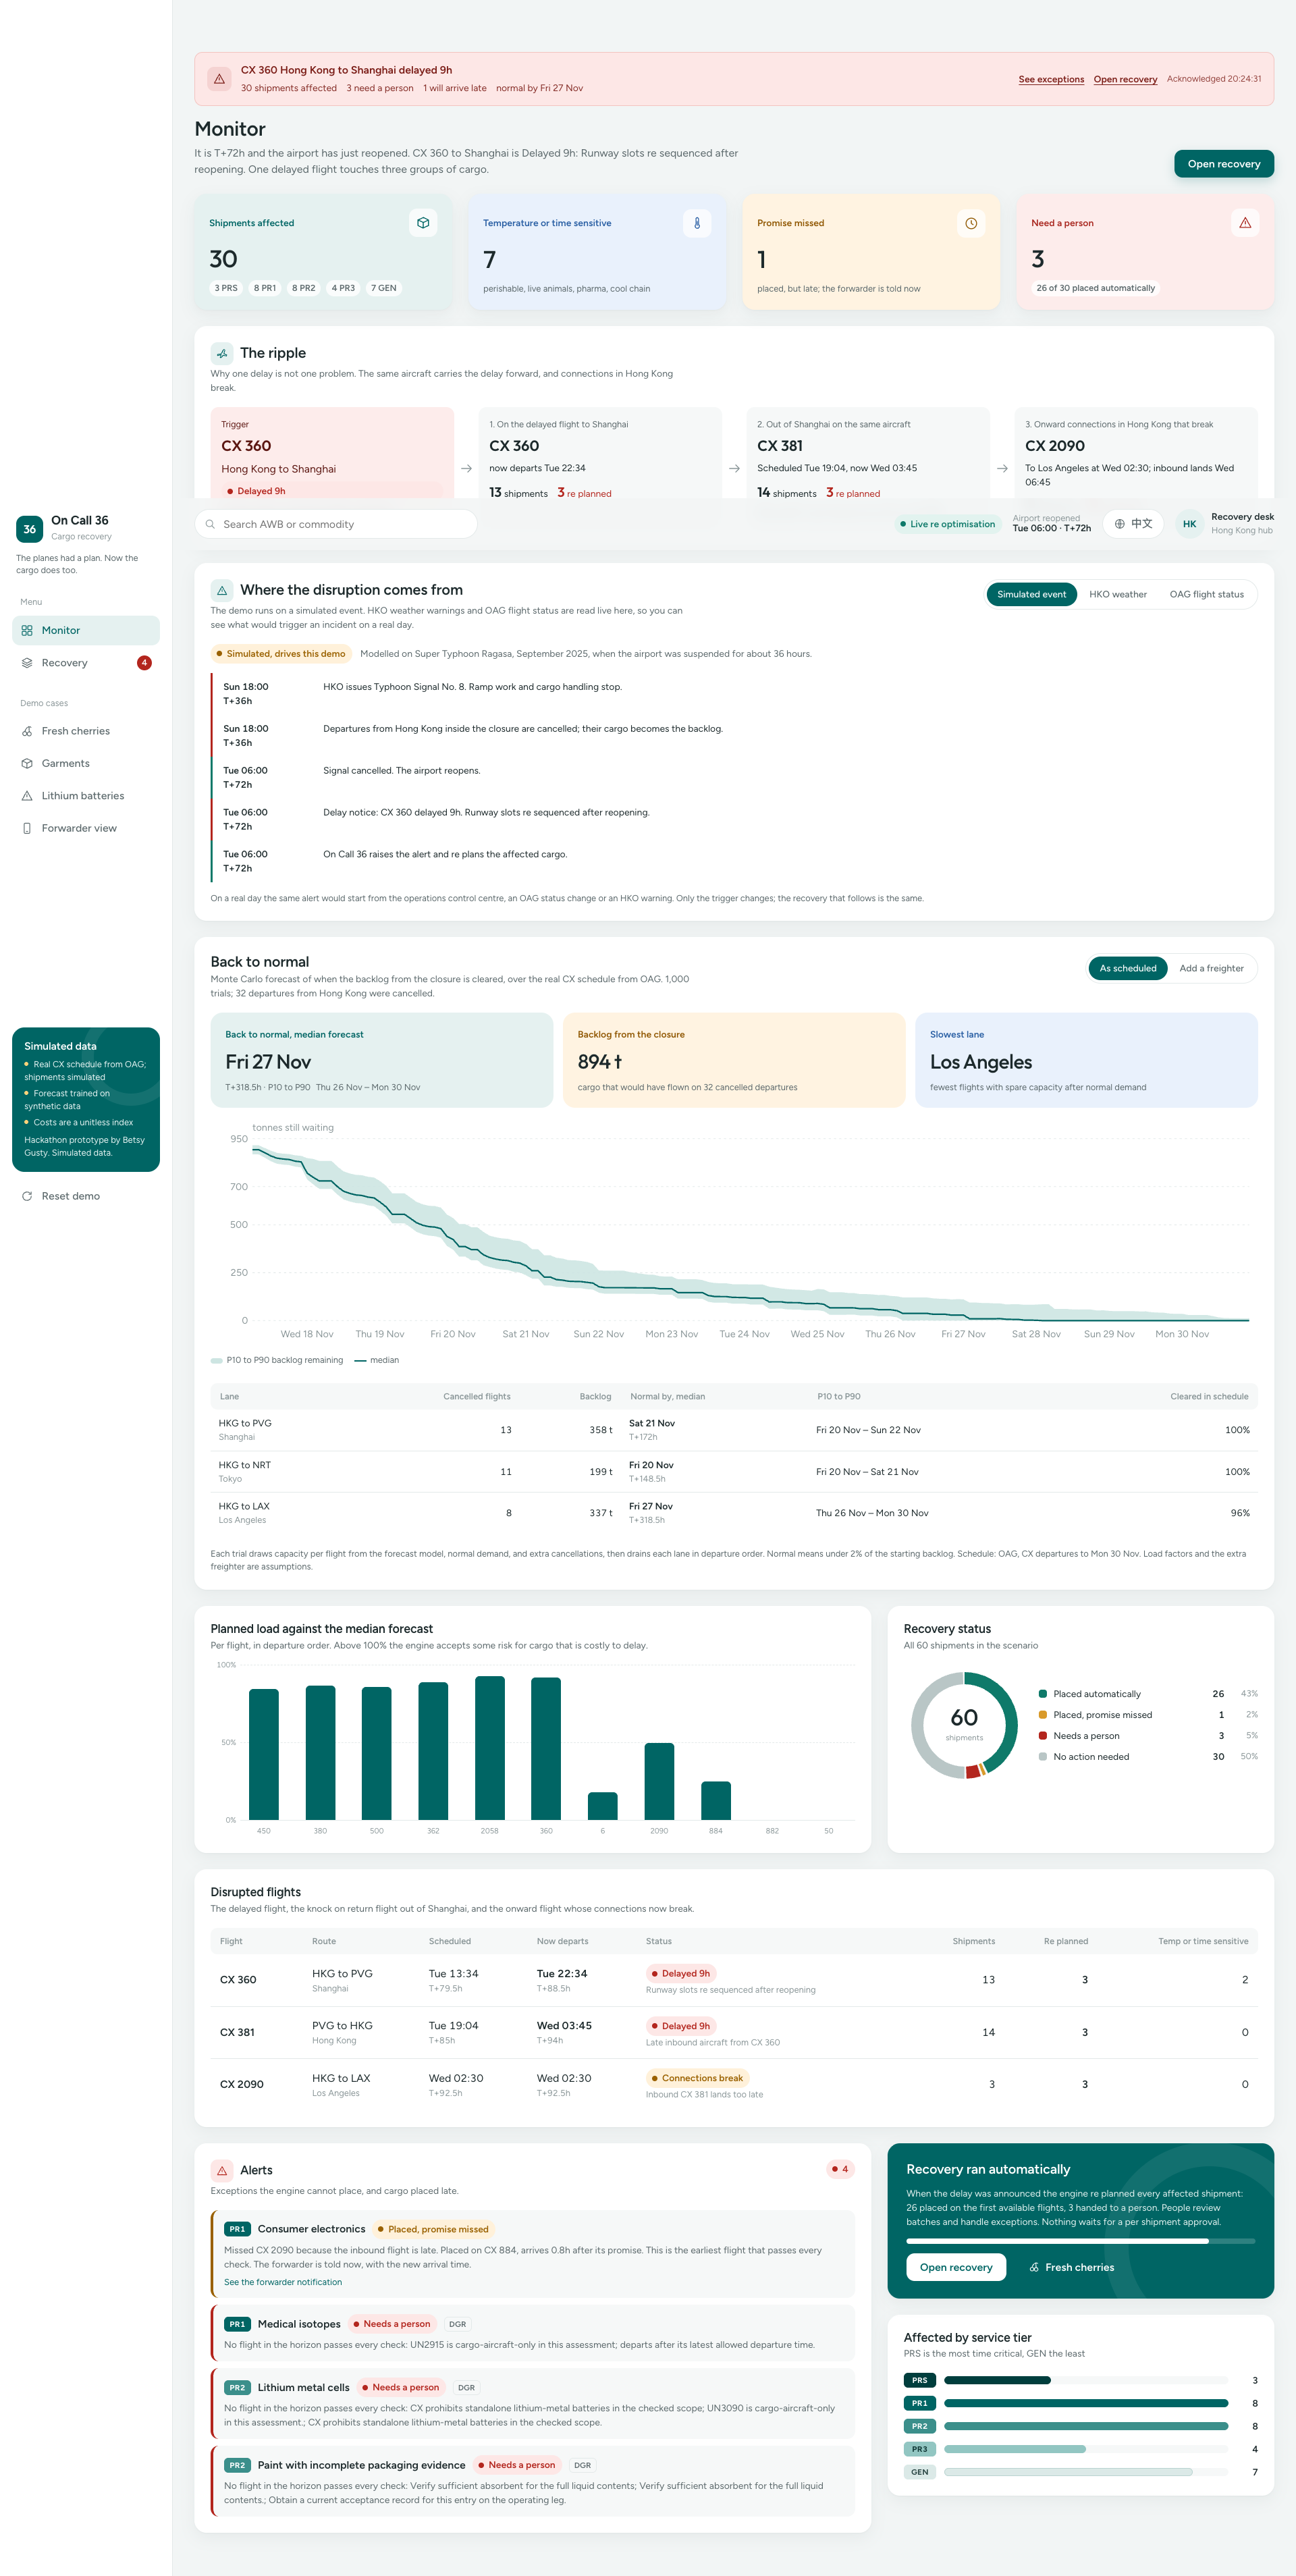 CX 360 Hong Kong to Shanghai delayed 9h
30 shipments affected 3 need a person 1 will arrive late normal by Fri 27 Nov
See exceptions Open recovery Acknowledged 20:24:31
Monitor
It is T+72h and the airport has just reopened. CX 360 to Shanghai is Delayed 9h: Runway slots re sequenced after
reopening. One delayed flight touches three groups of cargo.
Open recovery
Shipments affected
30
3 PRS 8 PR1 8 PR2 4 PR3 7 GEN
Temperature or time sensitive
7
perishable, live animals, pharma, cool chain
Promise missed
1
placed, but late; the forwarder is told now
Need a person
3
26 of 30 placed automatically
The ripple
Why one delay is not one problem. The same aircraft carries the delay forward, and connections in Hong Kong
break.
Trigger
CX 360
Hong Kong to Shanghai
Delayed 9h
1. On the delayed flight to Shanghai
CX 360
now departs Tue 22:34
13 shipments 3 re planned
2. Out of Shanghai on the same aircraft
CX 381
Scheduled Tue 19:04, now Wed 03:45
14 shipments 3 re planned
3. Onward connections in Hong Kong that break
CX 2090
To Los Angeles at Wed 02:30; inbound lands Wed
06:45
36
On Call 36
Cargo recovery
The planes had a plan. Now the
cargo does too.
Menu
Monitor
Recovery 4
Demo cases
Fresh cherries
Garments
Lithium batteries
Forwarder view
Simulated data
Real CX schedule from OAG;
shipments simulated
Forecast trained on
synthetic data
Costs are a unitless index
Hackathon prototype by Betsy
Gusty. Simulated data.
Reset demo
Search AWB or commodity
Live re optimisation
Airport reopened
Tue 06:00 · T+72h
中文
HK
Recovery desk
Hong Kong hub
Where the disruption comes from
The demo runs on a simulated event. HKO weather warnings and OAG flight status are read live here, so you can
see what would trigger an incident on a real day.
Simulated event HKO weather OAG flight status
Simulated, drives this demo Modelled on Super Typhoon Ragasa, September 2025, when the airport was suspended for about 36 hours.
Sun 18:00 HKO issues Typhoon Signal No. 8. Ramp work and cargo handling stop.
T+36h
Sun 18:00 Departures from Hong Kong inside the closure are cancelled; their cargo becomes the backlog.
T+36h
Tue 06:00 Signal cancelled. The airport reopens.
T+72h
Tue 06:00 Delay notice: CX 360 delayed 9h. Runway slots re sequenced after reopening.
T+72h
Tue 06:00 On Call 36 raises the alert and re plans the affected cargo.
T+72h
On a real day the same alert would start from the operations control centre, an OAG status change or an HKO warning. Only the trigger changes; the recovery that follows is the same.
Back to normal
Monte Carlo forecast of when the backlog from the closure is cleared, over the real CX schedule from OAG. 1,000
trials; 32 departures from Hong Kong were cancelled.
As scheduled Add a freighter
Back to normal, median forecast
Fri 27 Nov
T+318.5h · P10 to P90 Thu 26 Nov – Mon 30 Nov
Backlog from the closure
894 t
cargo that would have flown on 32 cancelled departures
Slowest lane
Los Angeles
fewest flights with spare capacity after normal demand
tonnes still waiting
950
700
500
250
0
Wed 18 Nov Thu 19 Nov Fri 20 Nov Sat 21 Nov Sun 22 Nov Mon 23 Nov Tue 24 Nov Wed 25 Nov Thu 26 Nov Fri 27 Nov Sat 28 Nov Sun 29 Nov Mon 30 Nov
P10 to P90 backlog remaining median
Lane Cancelled flights Backlog Normal by, median P10 to P90 Cleared in schedule
HKG to PVG 13 358 t Sat 21 Nov Fri 20 Nov – Sun 22 Nov 100%
Shanghai T+172h
HKG to NRT 11 199 t Fri 20 Nov Fri 20 Nov – Sat 21 Nov 100%
Tokyo T+148.5h
HKG to LAX 8 337 t Fri 27 Nov Thu 26 Nov – Mon 30 Nov 96%
Los Angeles T+318.5h
Each trial draws capacity per flight from the forecast model, normal demand, and extra cancellations, then drains each lane in departure order. Normal means under 2% of the starting backlog. Schedule: OAG, CX departures to Mon 30 Nov. Load factors and the extra
freighter are assumptions.
Planned load against the median forecast
Per flight, in departure order. Above 100% the engine accepts some risk for cargo that is costly to delay.
100%
50%
0%
450 380 500 362 2058 360 6 2090 884 882 50
Recovery status
All 60 shipments in the scenario
60
shipments
Placed automatically 26 43%
Placed, promise missed 1 2%
Needs a person 3 5%
No action needed 30 50%
Disrupted flights
The delayed flight, the knock on return flight out of Shanghai, and the onward flight whose connections now break.
Flight Route Scheduled Now departs Status Shipments Re planned Temp or time sensitive
CX 360 HKG to PVG Tue 13:34 Tue 22:34 Delayed 9h 13 3 2
Shanghai T+79.5h T+88.5h Runway slots re sequenced after reopening
CX 381 PVG to HKG Tue 19:04 Wed 03:45 Delayed 9h 14 3 0
Hong Kong T+85h T+94h Late inbound aircraft from CX 360
CX 2090 HKG to LAX Wed 02:30 Wed 02:30 Connections break 3 3 0
Los Angeles T+92.5h T+92.5h Inbound CX 381 lands too late
Alerts 4
Exceptions the engine cannot place, and cargo placed late.
PR1 Consumer electronics Placed, promise missed
Missed CX 2090 because the inbound flight is late. Placed on CX 884, arrives 0.8h after its promise. This is the earliest flight that passes every
check. The forwarder is told now, with the new arrival time.
See the forwarder notification
PR1 Medical isotopes Needs a person DGR
No flight in the horizon passes every check: UN2915 is cargo-aircraft-only in this assessment; departs after its latest allowed departure time.
PR2 Lithium metal cells Needs a person DGR
No flight in the horizon passes every check: CX prohibits standalone lithium-metal batteries in the checked scope; UN3090 is cargo-aircraft-only
in this assessment.; CX prohibits standalone lithium-metal batteries in the checked scope.
PR2 Paint with incomplete packaging evidence Needs a person DGR
No flight in the horizon passes every check: Verify sufficient absorbent for the full liquid contents; Verify sufficient absorbent for the full liquid
contents.; Obtain a current acceptance record for this entry on the operating leg.
Recovery ran automatically
When the delay was announced the engine re planned every affected shipment:
26 placed on the first available flights, 3 handed to a person. People review
batches and handle exceptions. Nothing waits for a per shipment approval.
Open recovery Fresh cherries
Affected by service tier
PRS is the most time critical, GEN the least
PRS 3
PR1 8
PR2 8
PR3 4
GEN 7